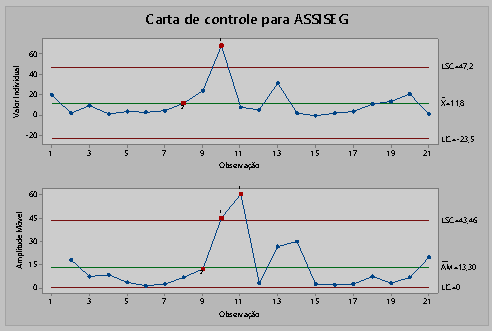 Carta de controle para ASSISEG
Valor Individual
60
40
20
0
-20
LSC=47,2
X=11,8
LIC=-23,5
1 3 5 7 9 11 13 15 17 19 21
Observação
Amplitude Móvel
60
45
30
15
0
LSC=43,46
AM=13,30
LIC=0
1 3 5 7 9 11 13 15 17 19 21
Observação